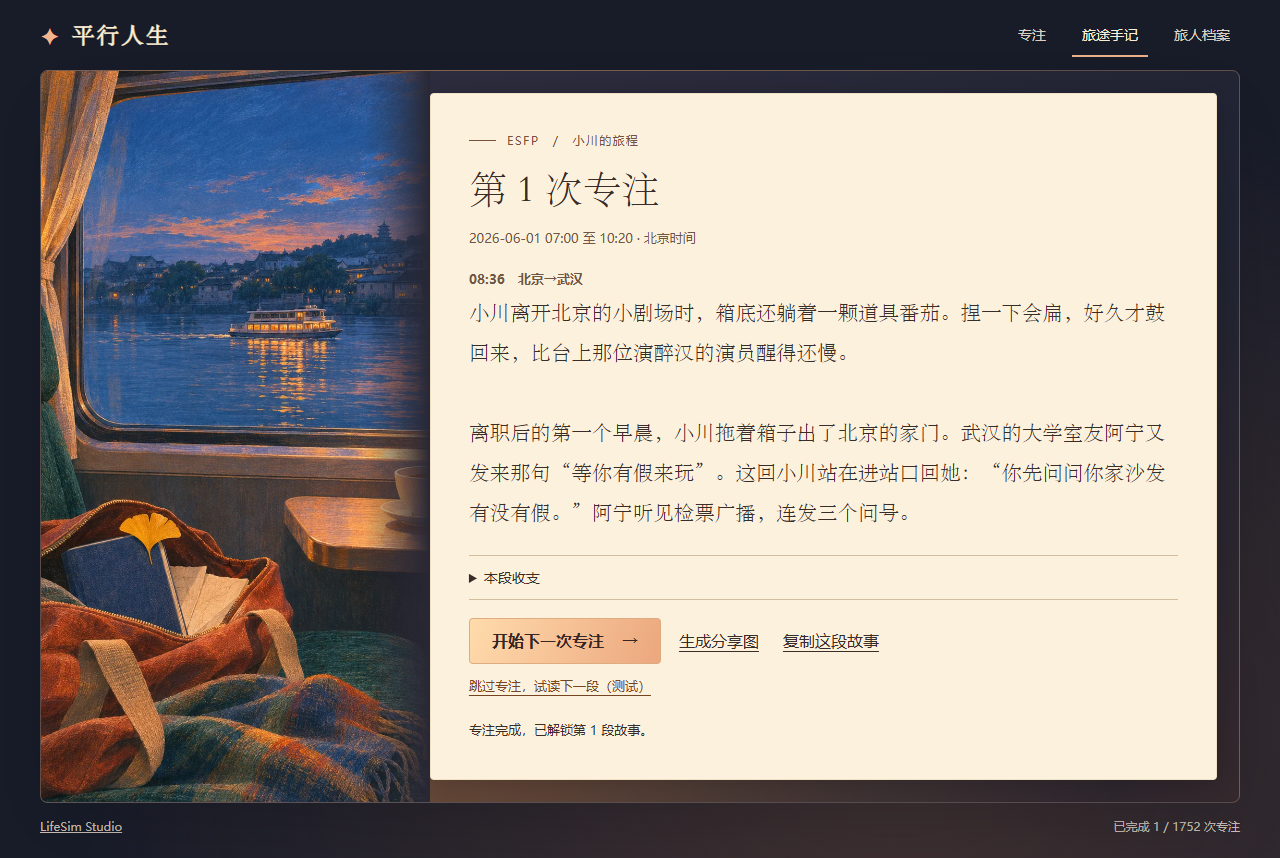 ✦ 平行人生
专注 旅途手记 旅人档案
ESFP / 小川的旅程
第 1 次专注
2026-06-01 07:00 至 10:20 · 北京时间
08:36 北京→武汉
小川离开北京的小剧场时，箱底还躺着一颗道具番茄。捏一下会扁，好久才鼓
回来，比台上那位演醉汉的演员醒得还慢。
离职后的第一个早晨，小川拖着箱子出了北京的家门。武汉的大学室友阿宁又
发来那句“等你有假来玩”。这回小川站在进站口回她：“你先问问你家沙发
有没有假。”阿宁听见检票广播，连发三个问号。
▶ 本段收支
开始下一次专注 → 生成分享图 复制这段故事
跳过专注，试读下一段（测试）
专注完成，已解锁第 1 段故事。
LifeSim Studio 已完成 1 / 1752 次专注